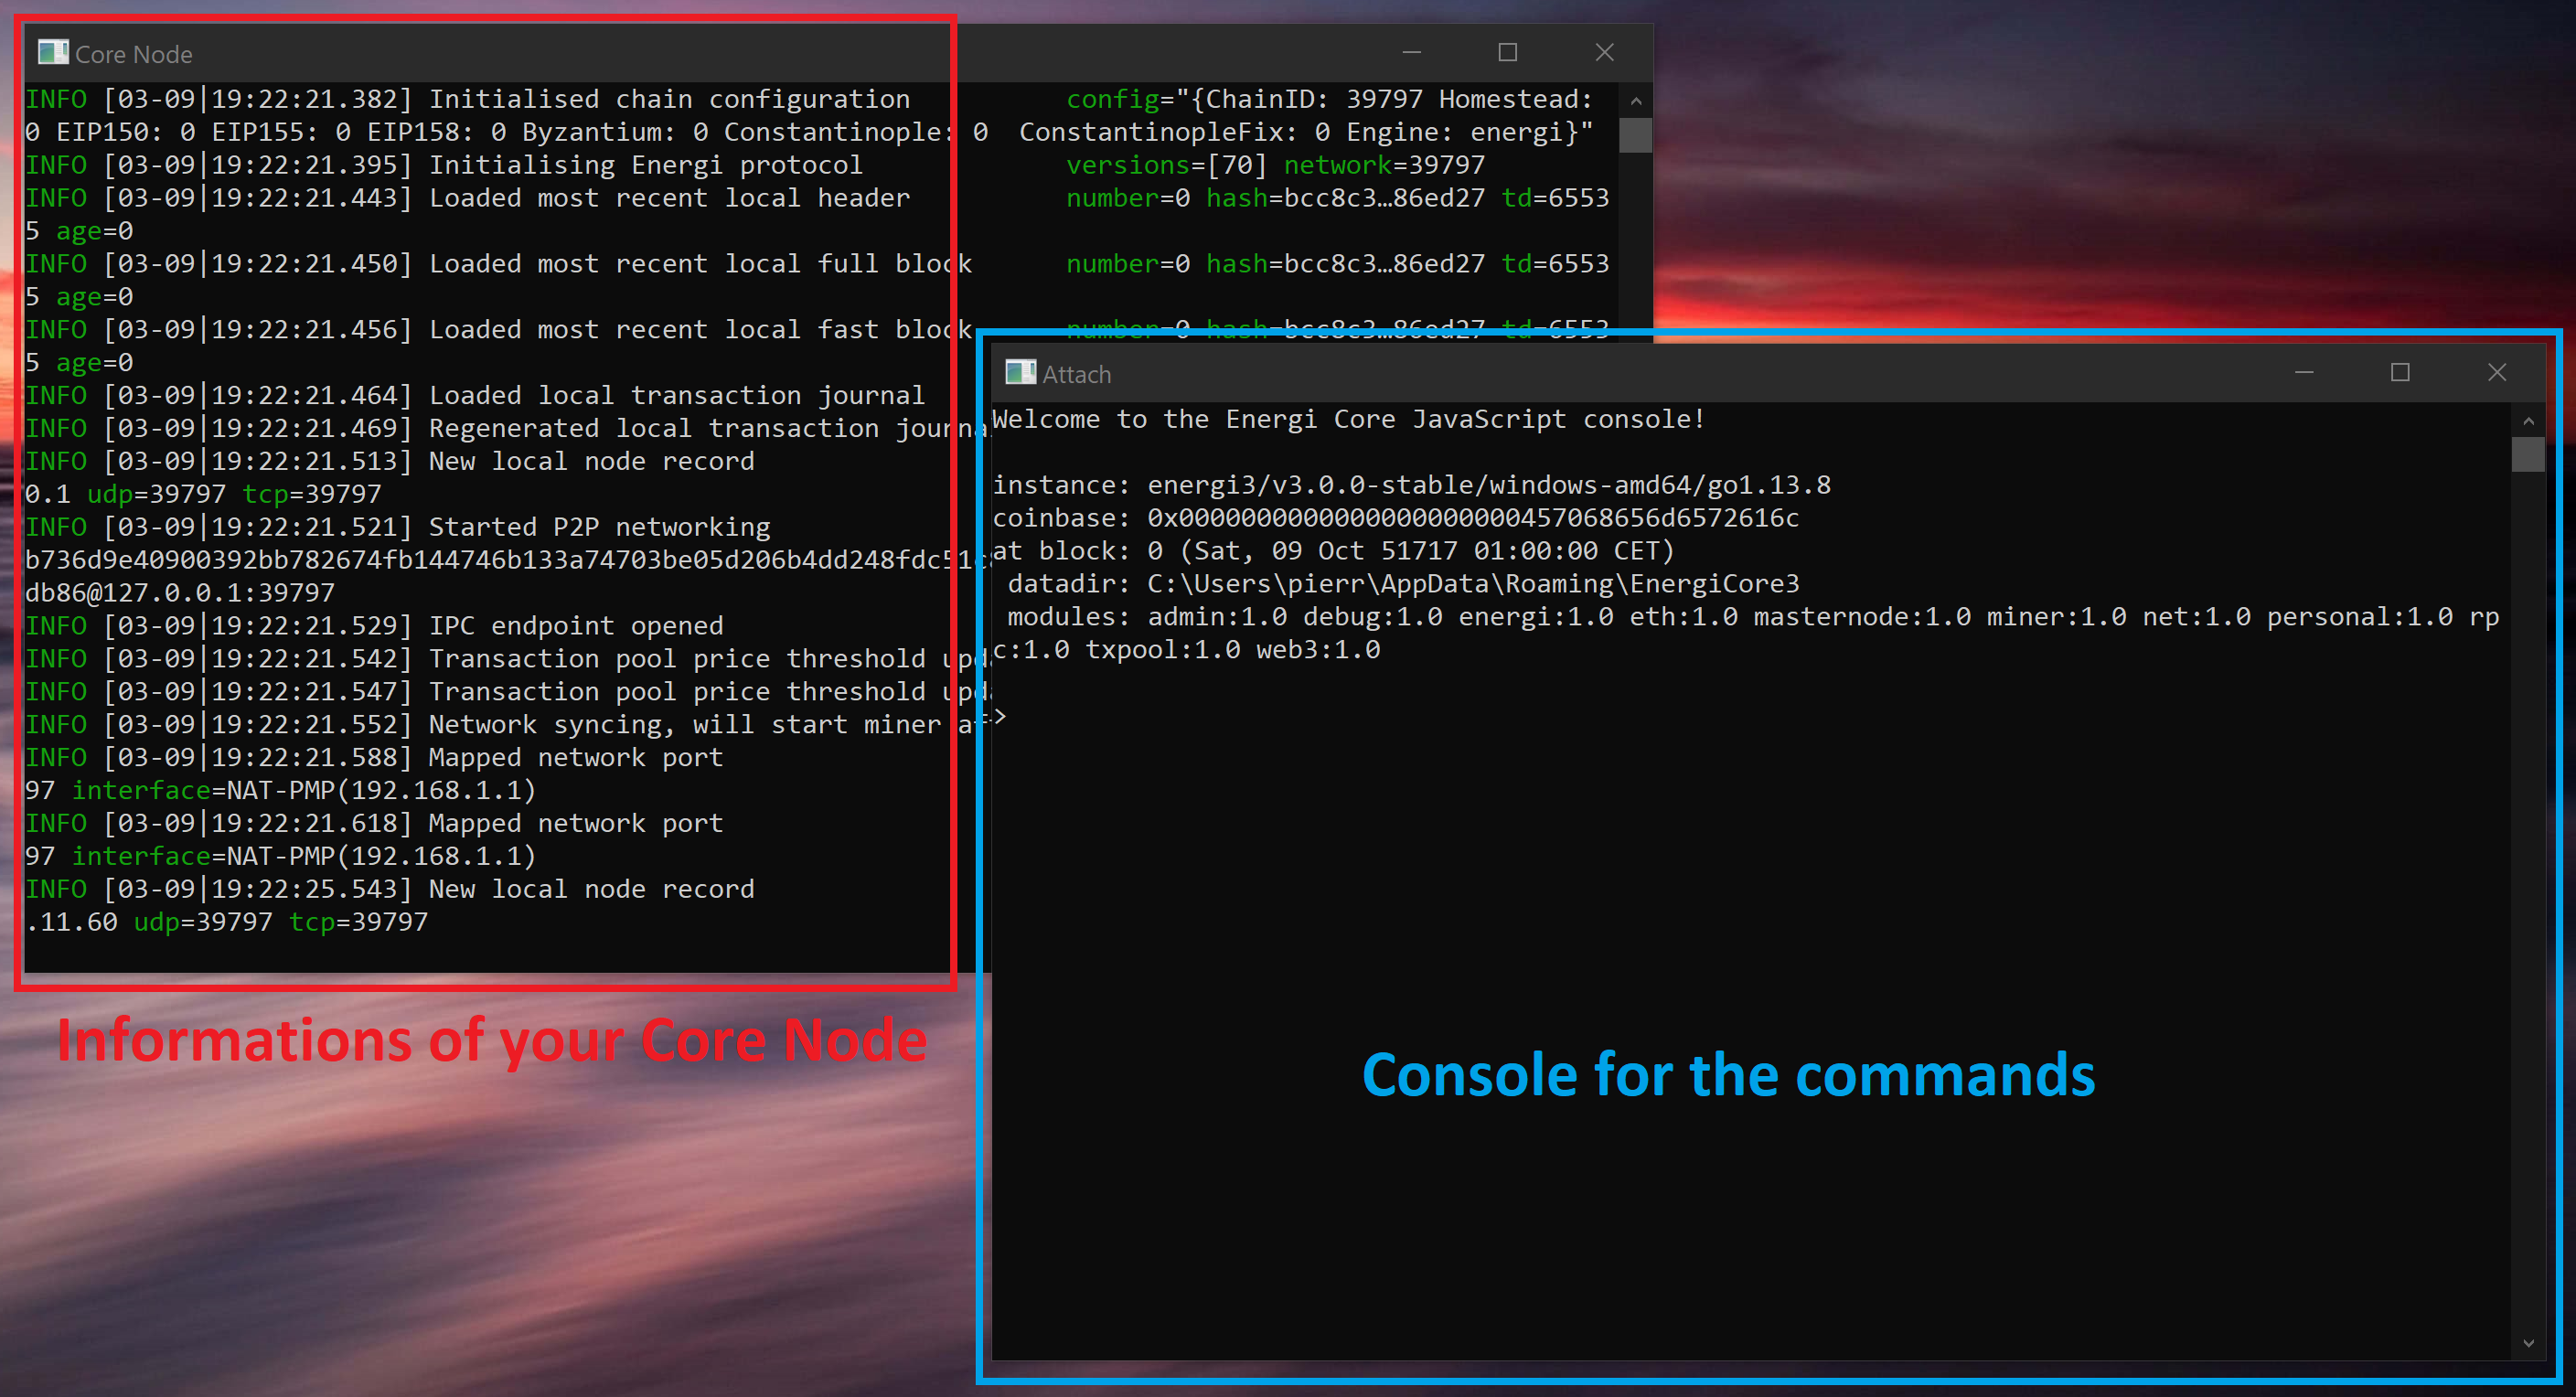 Core Node
INFO [03-09|19:22:21.382] Initialised chain configuration config="{ChainID: 39797 Homestead:
0 EIP150: 0 EIP155: 0 EIP158: 0 Byzantium: 0 Constantinople: 0 ConstantinopleFix: 0 Engine: energi}"
INFO [03-09|19:22:21.395] Initialising Energi protocol versions=[70] network=39797
INFO [03-09|19:22:21.443] Loaded most recent local header number=0 hash=bcc8c3…86ed27 td=6553
5 age=0
INFO [03-09|19:22:21.450] Loaded most recent local full block number=0 hash=bcc8c3…86ed27 td=6553
5 age=0
INFO [03-09|19:22:21.456] Loaded most recent local fast block number=0 hash=bcc8c3…86ed27 td=6553
5 age=0
INFO [03-09|19:22:21.464] Loaded local transaction journal
INFO [03-09|19:22:21.469] Regenerated local transaction journa
INFO [03-09|19:22:21.513] New local node record
0.1 udp=39797 tcp=39797
INFO [03-09|19:22:21.521] Started P2P networking
b736d9e40900392bb782674fb144746b133a74703be05d206b4dd248fdc51c
db86@127.0.0.1:39797
INFO [03-09|19:22:21.529] IPC endpoint opened
INFO [03-09|19:22:21.542] Transaction pool price threshold upd
INFO [03-09|19:22:21.547] Transaction pool price threshold upd
INFO [03-09|19:22:21.552] Network syncing, will start miner
INFO [03-09|19:22:21.588] Mapped network port
97 interface=NAT-PMP(192.168.1.1)
INFO [03-09|19:22:21.618] Mapped network port
97 interface=NAT-PMP(192.168.1.1)
INFO [03-09|19:22:25.543] New local node record
.11.60 udp=39797 tcp=39797
Informations of your Core Node
Attach
Welcome to the Energi Core JavaScript console!
instance: energi3/v3.0.0-stable/windows-amd64/go1.13.8
coinbase: 0x0000000000000000000000457068656d6572616c
at block: 0 (Sat, 09 Oct 51717 01:00:00 CET)
datadir: C:\Users\pierr\AppData\Roaming\EnergiCore3
modules: admin:1.0 debug:1.0 energi:1.0 eth:1.0 masternode:1.0 miner:1.0 net:1.0 personal:1.0 rp
c:1.0 txpool:1.0 web3:1.0
>
Console for the commands